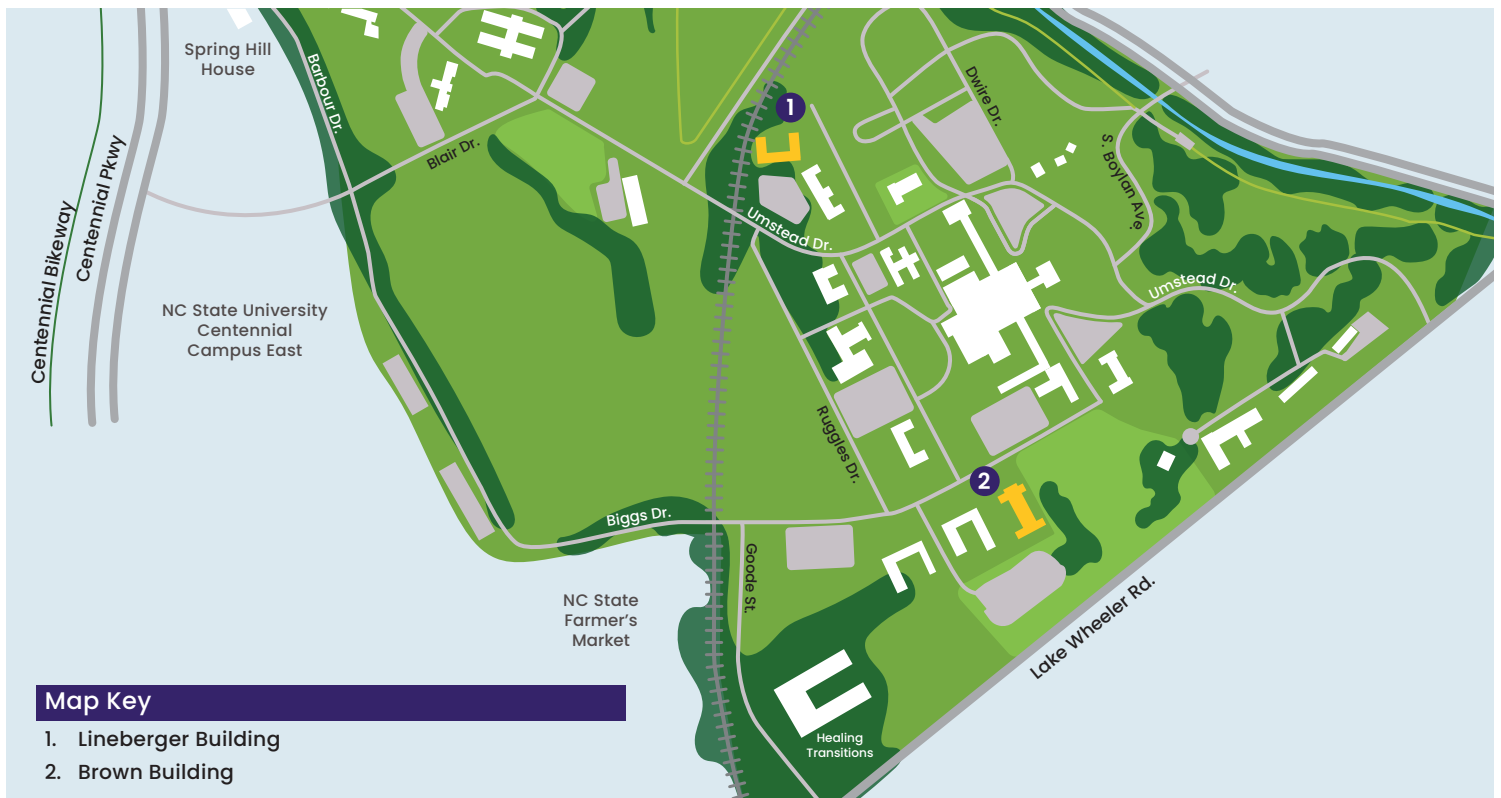 Spring Hill
House
Barbour Dr.
Dwire Dr.
1
Centennial Bikeway
Centennial Pkwy
Blair Dr.
S. Boylan Ave.
Umstead Dr.
Umstead Dr.
NC State University
Centennial
Campus East
Ruggles Dr.
2
Biggs Dr.
Goode St.
NC State
Farmer's
Market
Lake Wheeler Rd.
Healing
Transitions
Map Key
1. Lineberger Building
2. Brown Building